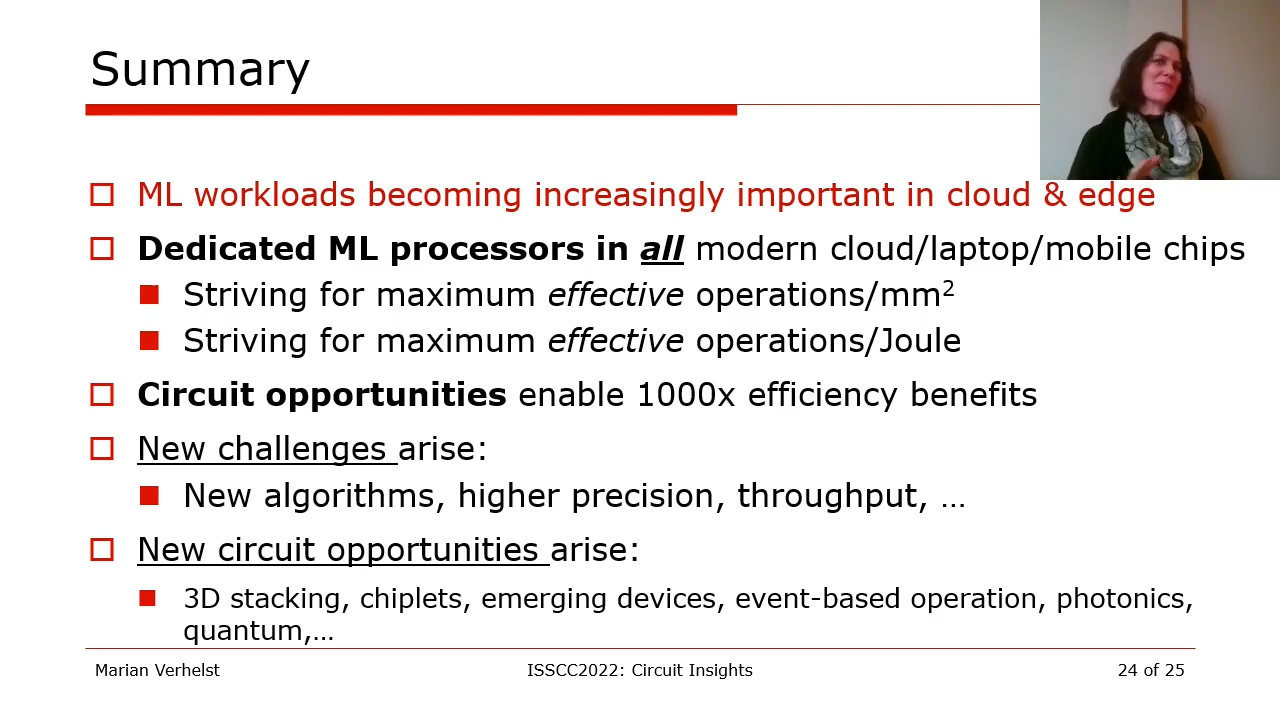 Summary
ML workloads becoming increasingly important in cloud & edge
Dedicated ML processors in all modern cloud/laptop/mobile chips
Striving for maximum effective operations/mm²
Striving for maximum effective operations/Joule
Circuit opportunities enable 1000x efficiency benefits
New challenges arise:
New algorithms, higher precision, throughput, …
New circuit opportunities arise:
3D stacking, chiplets, emerging devices, event-based operation, photonics,
quantum,…
Marian Verhelst
ISSCC2022: Circuit Insights
24 of 25